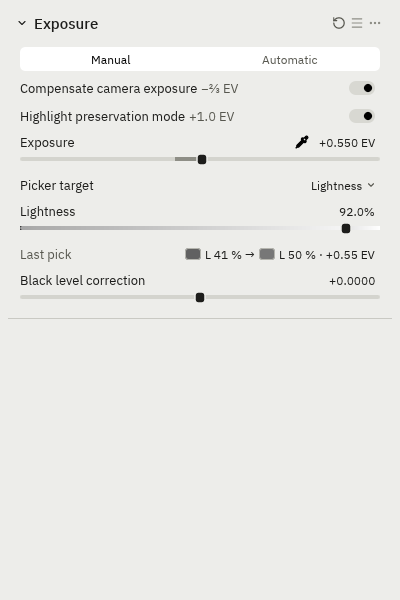 Exposure
Manual Automatic
Compensate camera exposure −⅔ EV
Highlight preservation mode +1.0 EV
Exposure +0.550 EV
Picker target Lightness
Lightness 92.0%
Last pick L 41 % → L 50 % · +0.55 EV
Black level correction +0.0000